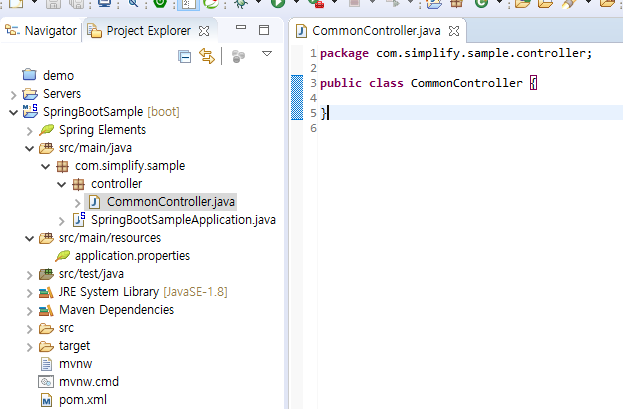 Navigator
Project Explorer
demo
Servers
SpringBootSample [boot]
Spring Elements
src/main/java
com.simplify.sample
controller
CommonController.java
SpringBootSampleApplication.java
src/main/resources
application.properties
src/test/java
JRE System Library [JavaSE-1.8]
Maven Dependencies
src
target
mvnw
mvnw.cmd
pom.xml
CommonController.java
1 package com.simplify.sample.controller;
2
3 public class CommonController {
4
5 }
6